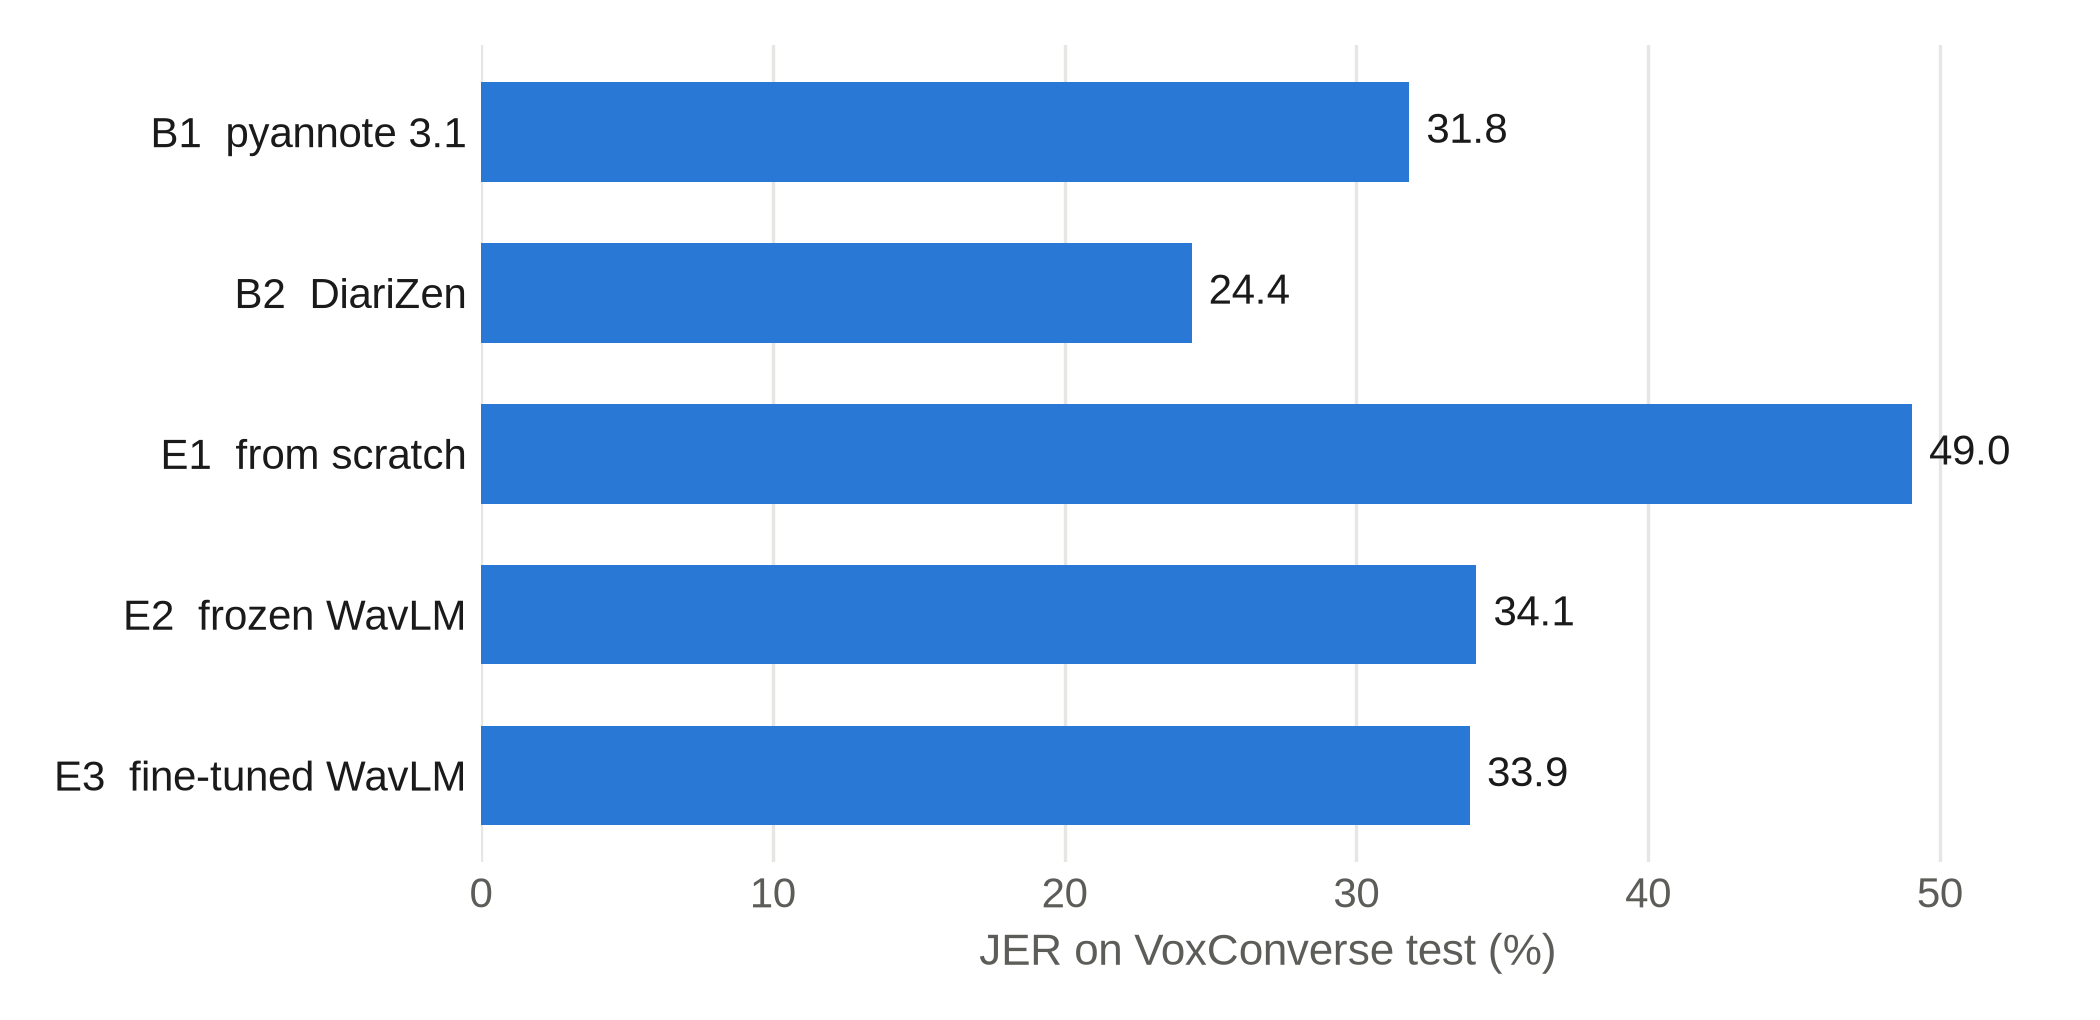 B1 pyannote 3.1 31.8
B2 DiariZen 24.4
E1 from scratch 49.0
E2 frozen WavLM 34.1
E3 fine-tuned WavLM 33.9
0 10 20 30 40 50
JER on VoxConverse test (%)